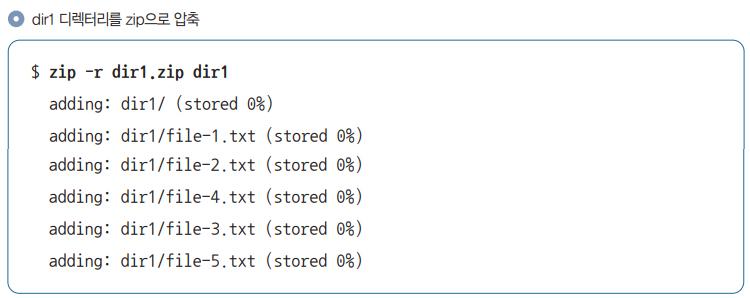 dir1 디렉터리를 zip으로 압축
$ zip -r dir1.zip dir1
adding: dir1/ (stored 0%)
adding: dir1/file-1.txt (stored 0%)
adding: dir1/file-2.txt (stored 0%)
adding: dir1/file-4.txt (stored 0%)
adding: dir1/file-3.txt (stored 0%)
adding: dir1/file-5.txt (stored 0%)